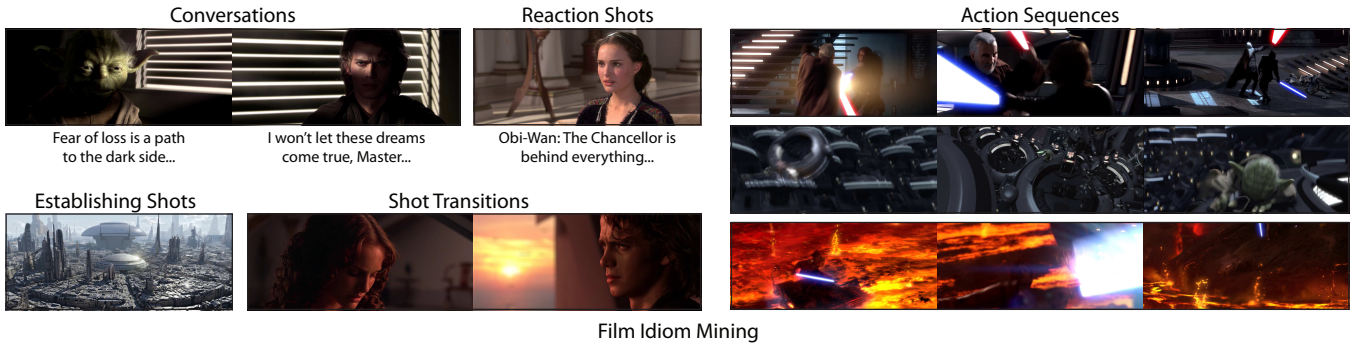 Conversations
Reaction Shots
Action Sequences
Fear of loss is a path
to the dark side...
I won't let these dreams
come true, Master...
Obi-Wan: The Chancellor is
behind everything...
Establishing Shots
Shot Transitions
Film Idiom Mining